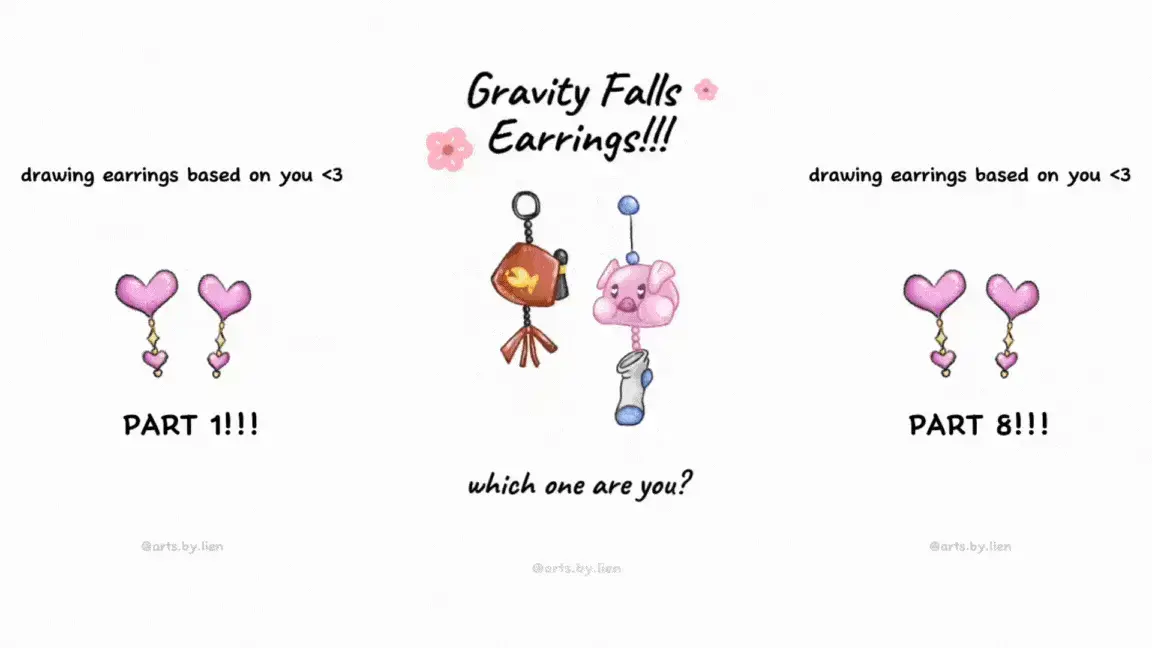 drawing earrings based on you <3
PART 1!!!
@arts.by.lien
Gravity Falls
Earrings!!!
which one are you?
@arts.by.lien
drawing earrings based on you <3
PART 8!!!
@arts.by.lien